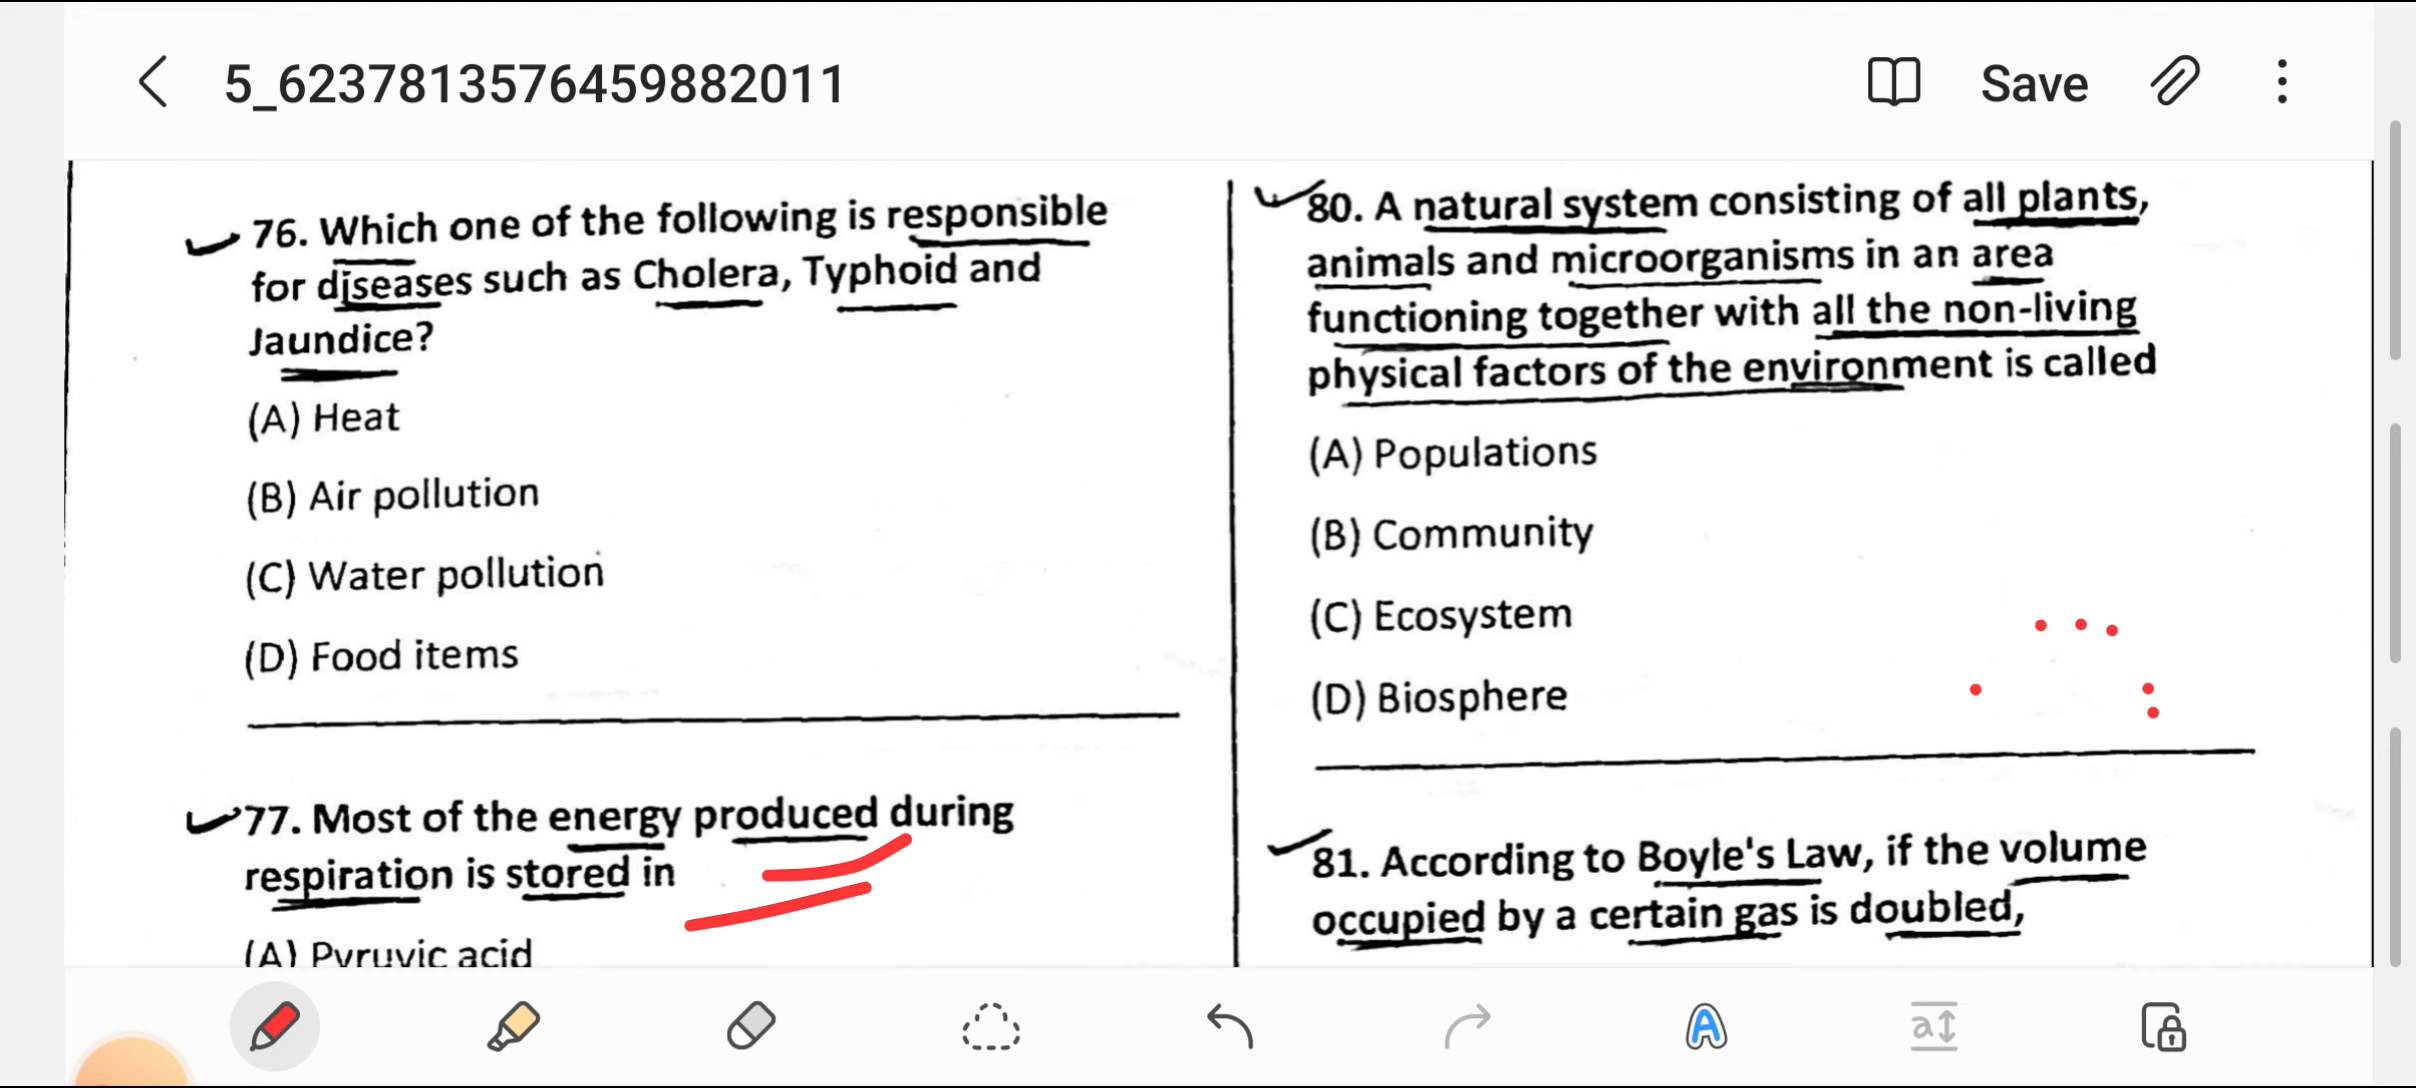 5_6237813576459882011
Save
76. Which one of the following is responsible
for diseases such as Cholera, Typhoid and
Jaundice?
(A) Heat
(B) Air pollution
(C) Water pollution
(D) Food items
77. Most of the energy produced during
respiration is stored in
(A) Pyruvic acid
80. A natural system consisting of all plants,
animals and microorganisms in an area
functioning together with all the non-living
physical factors of the environment is called
(A) Populations
(B) Community
(C) Ecosystem
(D) Biosphere
81. According to Boyle's Law, if the volume
occupied by a certain gas is doubled,
A
a